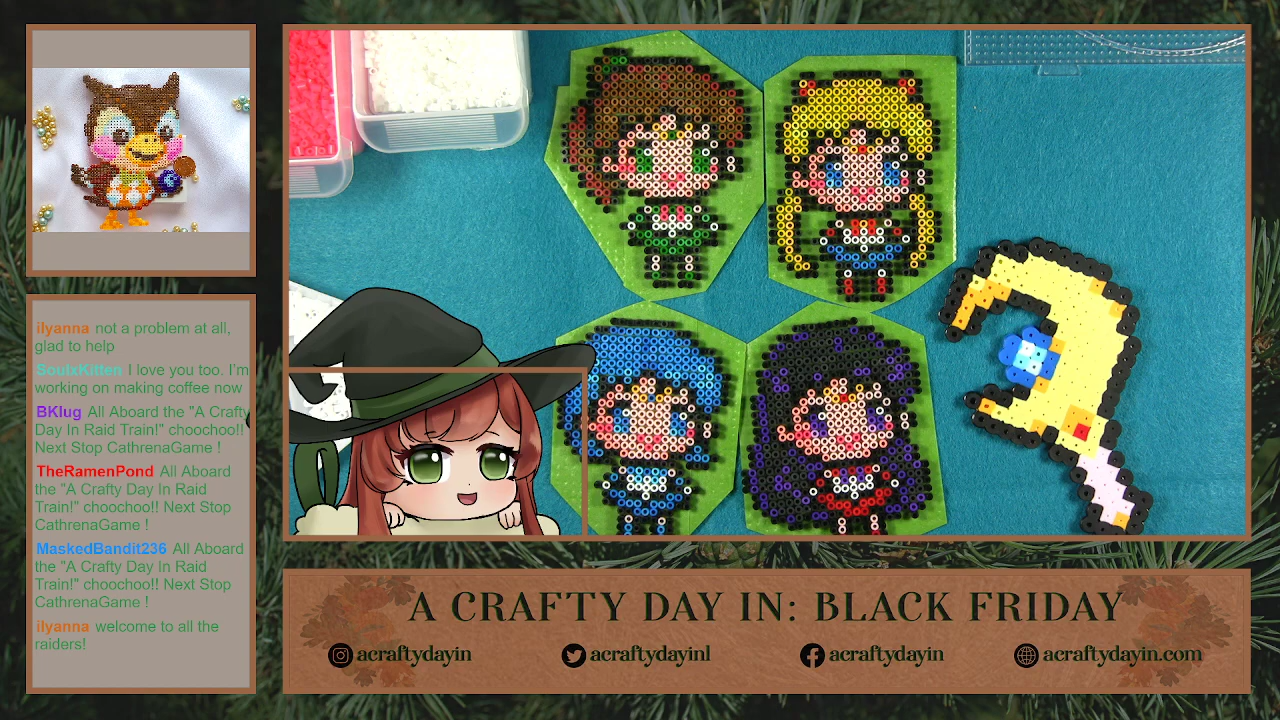 ilyanna not a problem at all,
glad to help
SoulxKitten I love you too. I'm
working on making coffee now
BKlug All Aboard the "A Crafty
Day In Raid Train!" choochoo!!
Next Stop CathrenaGame !
TheRamenPond All Aboard
the "A Crafty Day In Raid
Train!" choochoo!! Next Stop
CathrenaGame !
MaskedBandit236 All Aboard
the "A Crafty Day In Raid
Train!" choochoo!! Next Stop
CathrenaGame !
ilyanna welcome to all the
raiders!
A CRAFTY DAY IN: BLACK FRIDAY
acraftydayin acraftydayinl acraftydayin acraftydayin.com